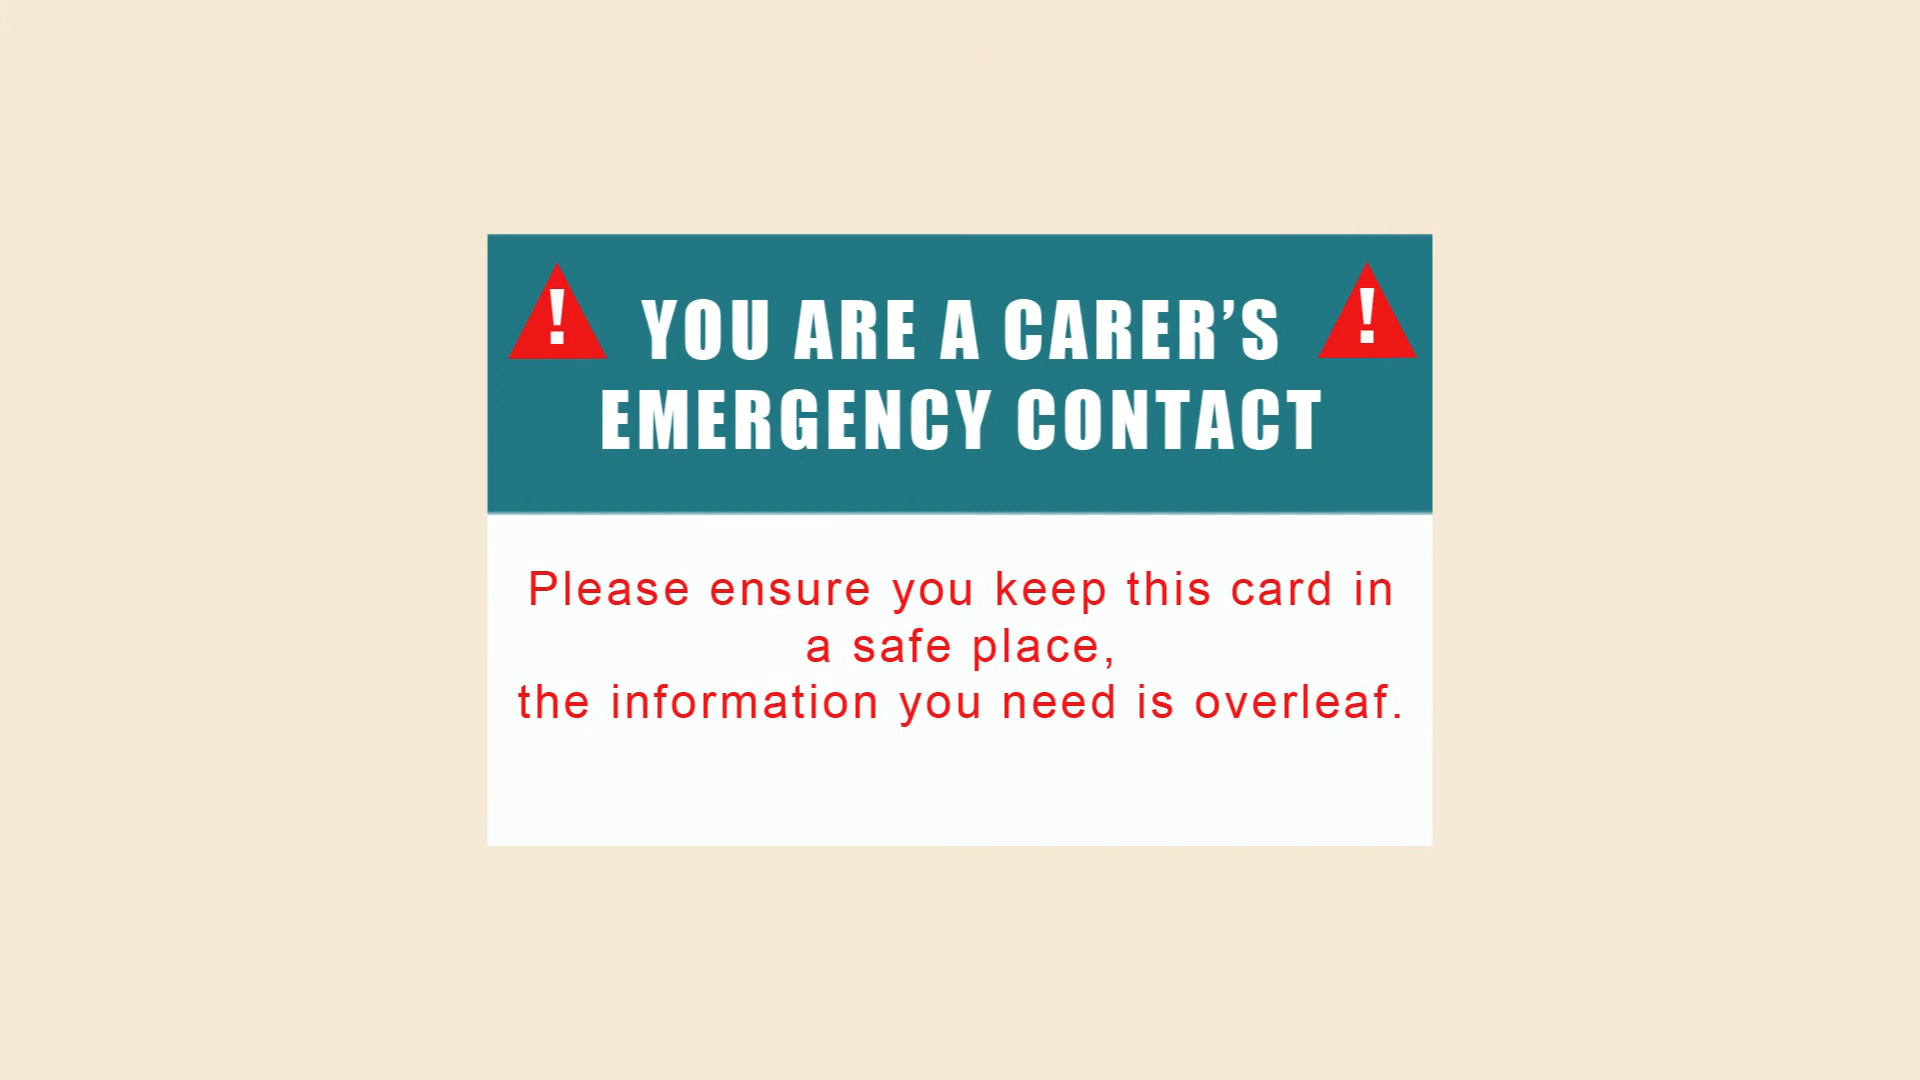 ! YOU ARE A CARER’S !
EMERGENCY CONTACT
Please ensure you keep this card in
a safe place,
the information you need is overleaf.